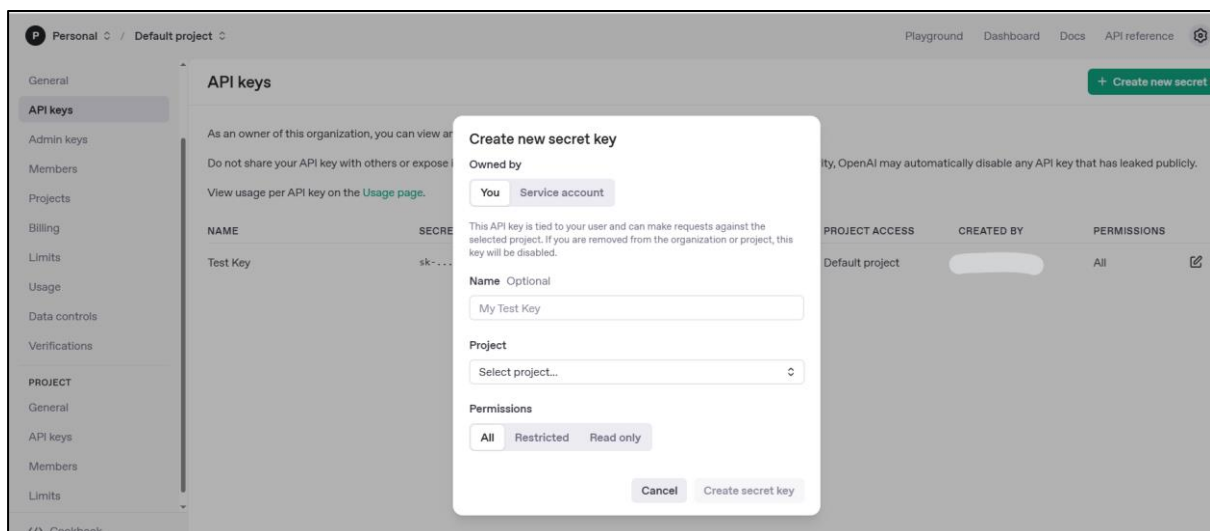 P Personal / Default project
Playground Dashboard Docs API reference
General
API keys
Admin keys
Members
Projects
Billing
Limits
Usage
Data controls
Verifications
PROJECT
General
API keys
Members
Limits
Cookbook
API keys
+ Create new secret
As an owner of this organization, you can view
Do not share your API key with others or expose
ity, OpenAI may automatically disable any API key that has leaked publicly.
View usage per API key on the Usage page.
NAME SECRE PROJECT ACCESS CREATED BY PERMISSIONS
Test Key sk-... Default project All
Create new secret key
Owned by
You Service account
This API key is tied to your user and can make requests against the
selected project. If you are removed from the organization or project, this
key will be disabled.
Name Optional
My Test Key
Project
Select project...
Permissions
All Restricted Read only
Cancel Create secret key